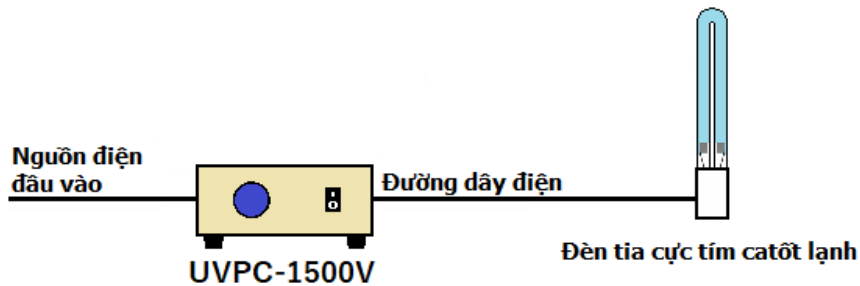 Nguồn điện
đầu vào
Đường dây điện
UVPC-1500V
Đèn tia cực tím catốt lạnh